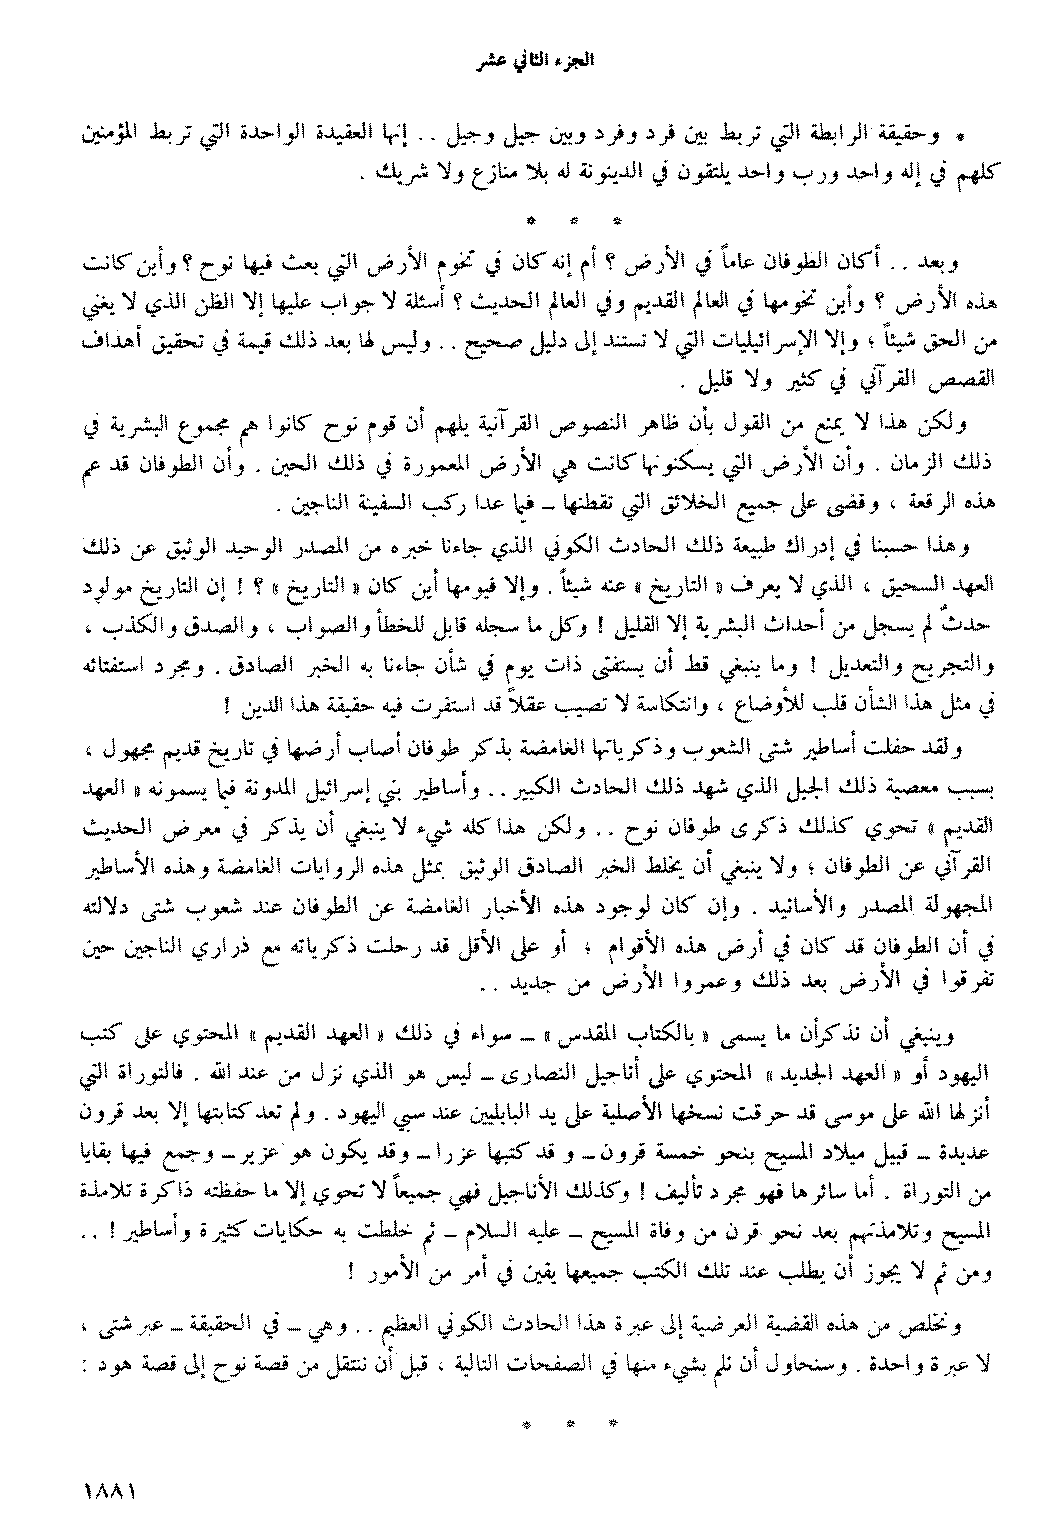 الجزء الثاني عشر
* وحقيقة الرابطة التي تربط بين فرد وفرد وبين جيل وجيل .. إنها العقيدة الواحدة التي تربط المؤمنين
كلهم في إله واحد ورب واحد يلتقون في الدينونة له بلا منازع ولا شريك .
* * *
وبعد .. أكان الطوفان عاماً في الأرض ؟ أم إنه كان في تخوم الأرض التي بعث فيها نوح ؟ وأين كانت
هذه الأرض ؟ وأين تخومها في العالم القديم وفي العالم الحديث ؟ أسئلة لا جواب عليها إلا الظن الذي لا يغني
من الحق شيئاً ؛ وإلا الإسرائيليات التي لا تستند إلى دليل صحيح .. وليس لها بعد ذلك قيمة في تحقيق أهداف
القصص القرآني في كثير ولا قليل .
ولكن هذا لا يمنع من القول بأن ظاهر النصوص القرآنية يلهم أن قوم نوح كانوا هم مجموع البشرية في
ذلك الزمان . وأن الأرض التي يسكنونها كانت هي الأرض المعمورة في ذلك الحين . وأن الطوفان قد عم
هذه الرقعة ، وقضى على جميع الخلائق التي تقطنها – فيما عدا ركب السفينة الناجين .
وهذا حسبنا في إدراك طبيعة ذلك الحادث الكوني الذي جاءنا خبره من المصدر الوحيد الوثيق عن ذلك
العهد السحيق ، الذي لا يعرف « التاريخ » عنه شيئاً . وإلا فيومها أين كان « التاريخ » ؟ ! إن التاريخ مولود
حدثٌ لم يسجل من أحداث البشرية إلا القليل ! وكل ما سجله قابل للخطأ والصواب ، والصدق والكذب ،
والتجريح والتعديل ! وما ينبغي قط أن يستفتى ذات يوم في شأن جاءنا به الخبر الصادق . ومجرد استفتائه
في مثل هذا الشأن قلب للأوضاع ، وانتكاسة لا تصيب عقلاً قد استقرت فيه حقيقة هذا الدين !
ولقد حفلت أساطير شتى الشعوب وذكرياتها الغامضة بذكر طوفان أصاب أرضها في تاريخ قديم مجهول ،
بسبب معصية ذلك الجيل الذي شهد ذلك الحادث الكبير .. وأساطير بني إسرائيل المدونة فيما يسمونه « العهد
القديم » تحوي كذلك ذكرى طوفان نوح .. ولكن هذا كله شيء لا ينبغي أن يذكر في معرض الحديث
القرآني عن الطوفان ؛ ولا ينبغي أن يخلط الخبر الصادق الوثيق بمثل هذه الروايات الغامضة وهذه الأساطير
المجهولة المصدر والأسانيد . وإن كان لوجود هذه الأخبار الغامضة عن الطوفان عند شعوب شتى دلالته
في أن الطوفان قد كان في أرض هذه الأقوام ؛ أو على الأقل قد رحلت ذكرياته مع ذراري الناجين حين
تفرقوا في الأرض بعد ذلك وعمروا الأرض من جديد ..
وينبغي أن نذكر أن ما يسمى « بالكتاب المقدس » – سواء في ذلك « العهد القديم » المحتوي على كتب
اليهود أو « العهد الجديد » المحتوي على أناجيل النصارى – ليس هو الذي نزل من عند الله . فالتوراة التي
أنزلها الله على موسى قد حرقت نسخها الأصلية على يد البابليين عند سبي اليهود . ولم تعد كتابتها إلا بعد قرون
عديدة – قبيل ميلاد المسيح بنحو خمسة قرون – وقد كتبها عزرا – وقد يكون هو عزير – وجمع فيها بقايا
من التوراة . أما سائرها فهو مجرد تأليف ! وكذلك الأناجيل فهي جميعاً لا تحوي إلا ما حفظته ذاكرة تلامذة
المسيح وتلامذتهم بعد نحو قرن من وفاة المسيح – عليه السلام – ثم خلطت به حكايات كثيرة وأساطير ! ..
ومن ثم لا يجوز أن يطلب عند تلك الكتب جميعها يقين في أمر من الأمور !
ونخلص من هذه القضية العرضية إلى عبرة هذا الحادث الكوني العظيم .. وهي – في الحقيقة – عبر شتى ،
لا عبرة واحدة . وسنحاول أن نلم بشيء منها في الصفحات التالية ، قبل أن ننتقل من قصة نوح إلى قصة هود :
* * *
١٨٨١